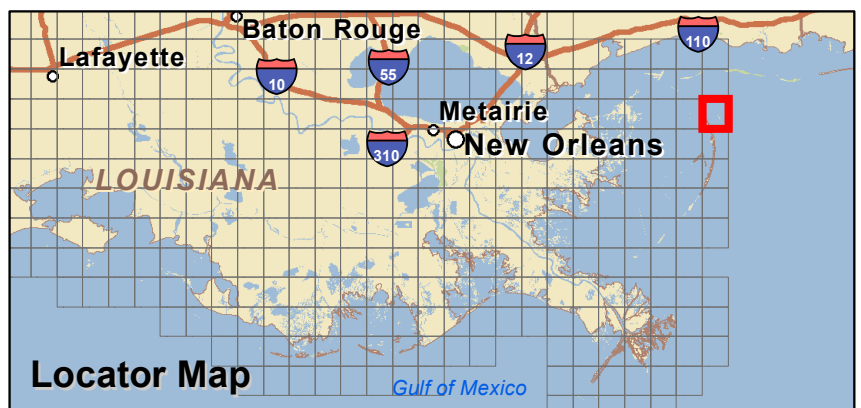 Baton Rouge
110
12
Lafayette
55
10
Metairie
New Orleans
310
LOUISIANA
Locator Map
Gulf of Mexico